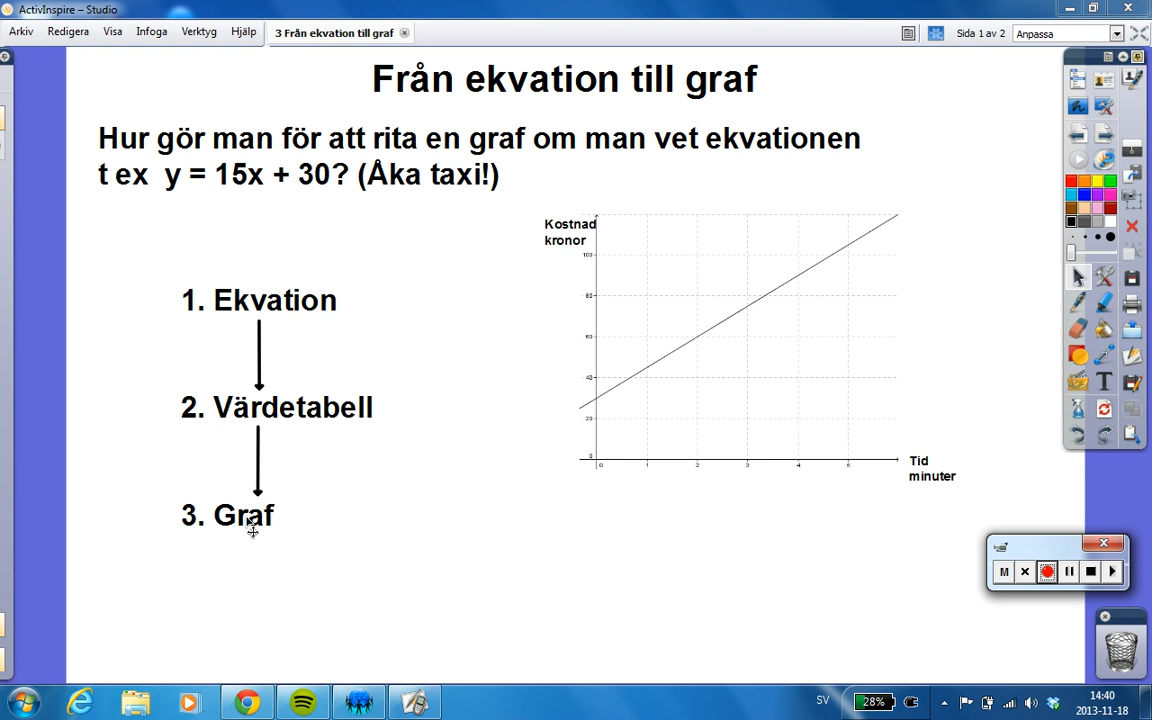 ActivInspire – Studio
Arkiv Redigera Visa Infoga Verktyg Hjälp
3 Från ekvation till graf
Sida 1 av 2
Anpassa
Från ekvation till graf
Hur gör man för att rita en graf om man vet ekvationen
t ex y = 15x + 30? (Åka taxi!)
1. Ekvation
2. Värdetabell
3. Graf
Kostnad
kronor
100
80
60
40
20
0
0 1 2 3 4 5
Tid
minuter
M
SV
28%
14:40
2013-11-18